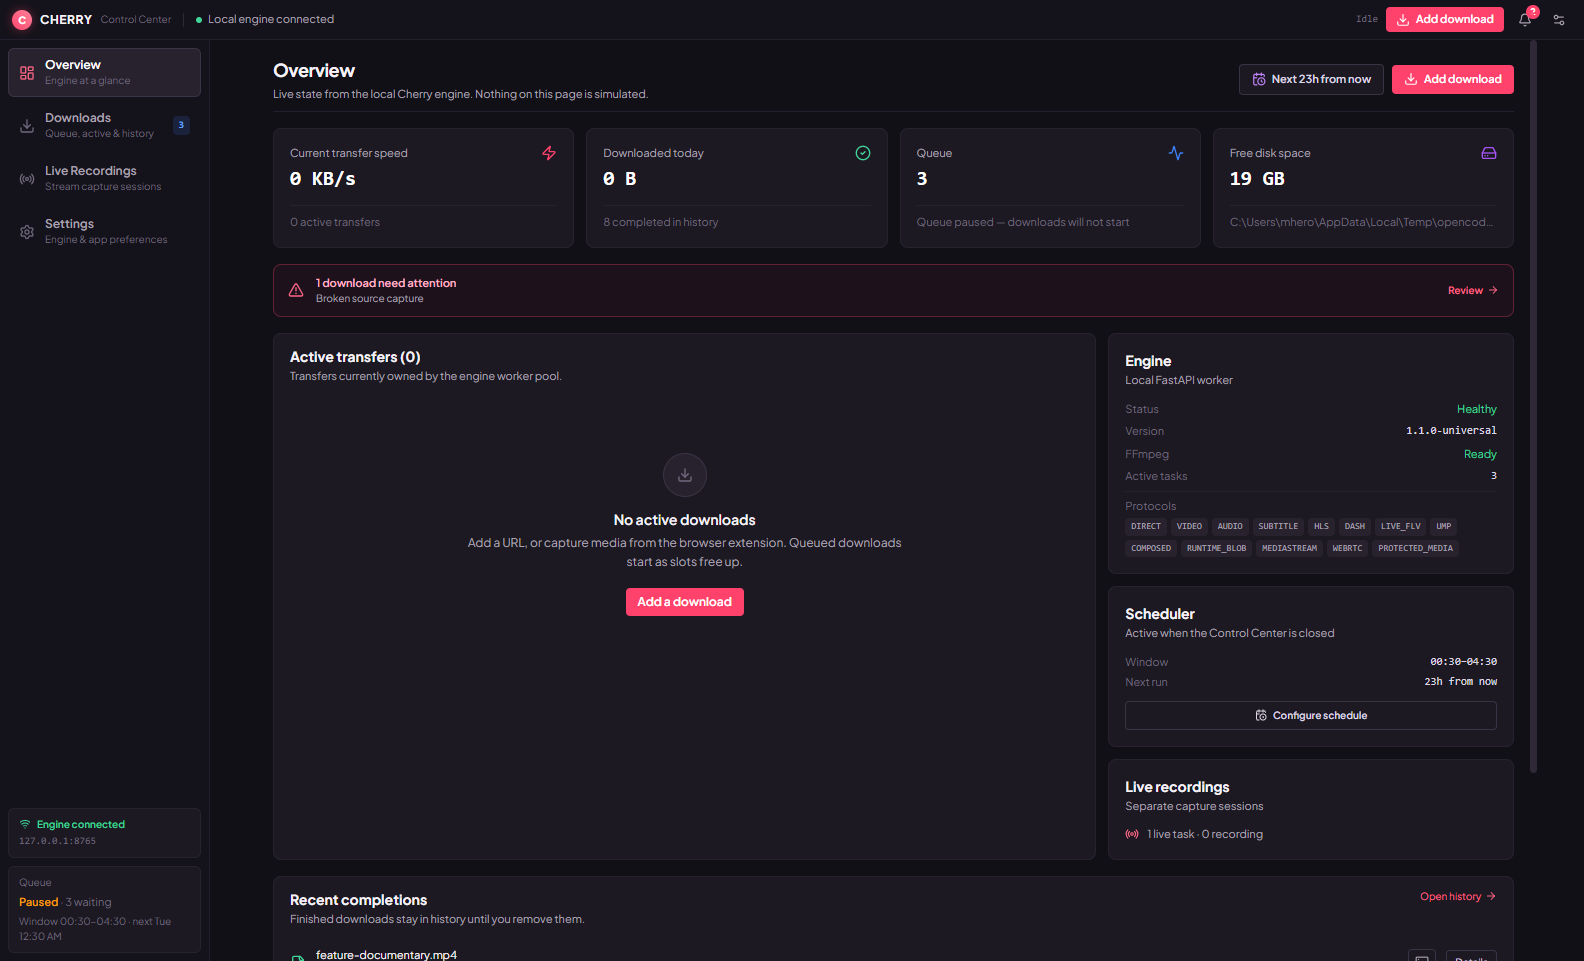 C CHERRY Control Center Local engine connected
Idle Add download
Overview
Engine at a glance
Downloads
Queue, active & history
3
Live Recordings
Stream capture sessions
Settings
Engine & app preferences
Engine connected
127.0.0.1:8765
Queue
Paused · 3 waiting
Window 00:30–04:30 · next Tue
12:30 AM
Overview
Live state from the local Cherry engine. Nothing on this page is simulated.
Next 23h from now
Add download
Current transfer speed
0 KB/s
0 active transfers
Downloaded today
0 B
8 completed in history
Queue
3
Queue paused — downloads will not start
Free disk space
19 GB
C:\Users\mhero\AppData\Local\Temp\opencod...
1 download need attention
Broken source capture
Review →
Active transfers (0)
Transfers currently owned by the engine worker pool.
No active downloads
Add a URL, or capture media from the browser extension. Queued downloads
start as slots free up.
Add a download
Engine
Local FastAPI worker
Status Healthy
Version 1.1.0-universal
FFmpeg Ready
Active tasks 3
Protocols
DIRECT VIDEO AUDIO SUBTITLE HLS DASH LIVE_FLV UMP
COMPOSED RUNTIME_BLOB MEDIASTREAM WEBRTC PROTECTED_MEDIA
Scheduler
Active when the Control Center is closed
Window 00:30–04:30
Next run 23h from now
Configure schedule
Live recordings
Separate capture sessions
1 live task · 0 recording
Recent completions
Finished downloads stay in history until you remove them.
Open history →
feature-documentary.mp4
Details